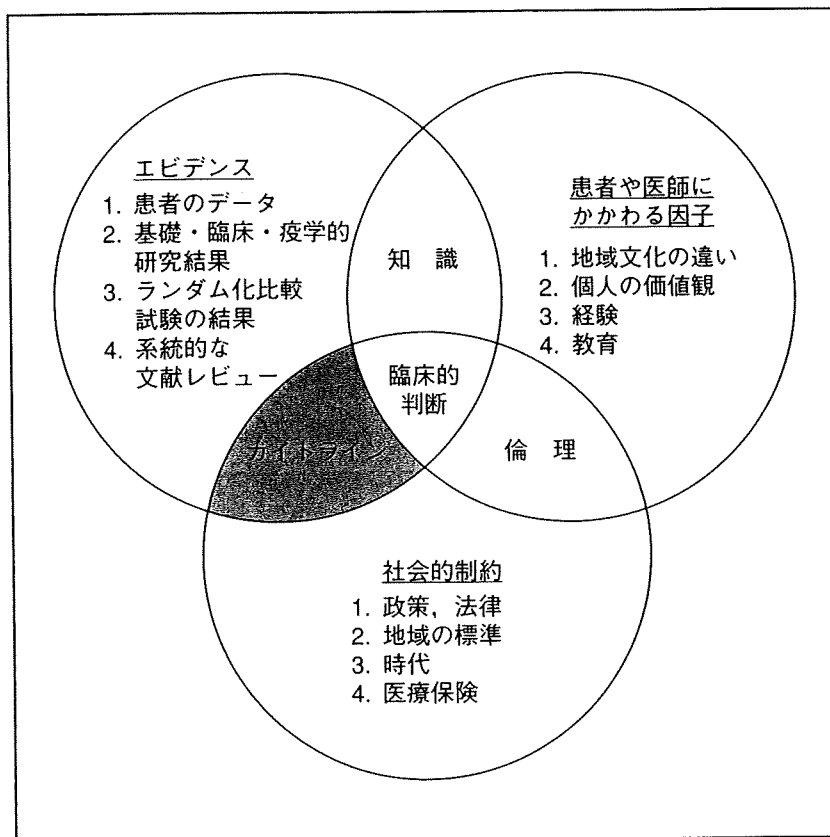 エビデンス
1. 患者のデータ
2. 基礎・臨床・疫学的
研究結果
3. ランダム化比較
試験の結果
4. 系統的な
文献レビュー
知 識
患者や医師に
かかわる因子
1. 地域文化の違い
2. 個人の価値観
3. 経験
4. 教育
臨床的
判断
ガイドライン
倫 理
社会的制約
1. 政策，法律
2. 地域の標準
3. 時代
4. 医療保険